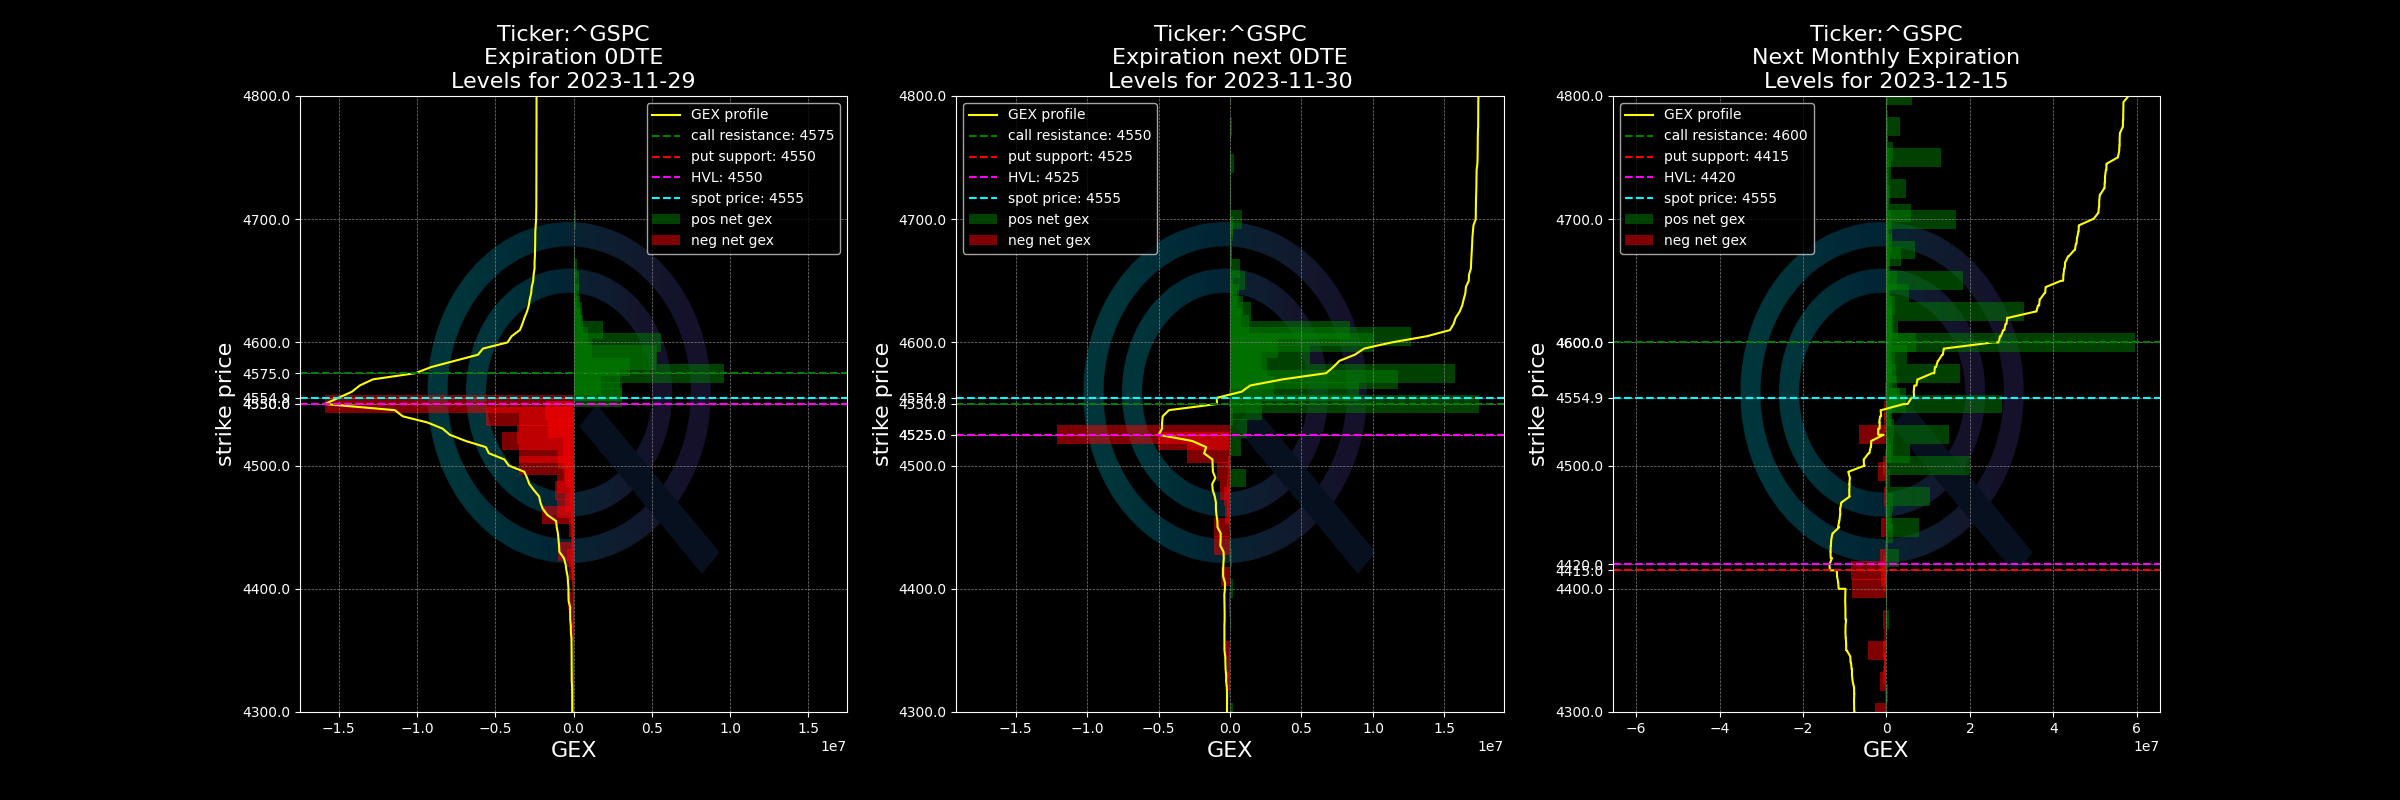 Ticker:^GSPC
Expiration 0DTE
Levels for 2023-11-29
GEX profile
call resistance: 4575
put support: 4550
HVL: 4550
spot price: 4555
pos net gex
neg net gex
4800.0
4700.0
4600.0
4575.0
4554.9
4550.0
4500.0
4400.0
4300.0
strike price
−1.5 −1.0 −0.5 0.0 0.5 1.0 1.5
1e7
GEX
Ticker:^GSPC
Expiration next 0DTE
Levels for 2023-11-30
GEX profile
call resistance: 4550
put support: 4525
HVL: 4525
spot price: 4555
pos net gex
neg net gex
4800.0
4700.0
4600.0
4554.9
4550.0
4525.0
4500.0
4400.0
4300.0
strike price
−1.5 −1.0 −0.5 0.0 0.5 1.0 1.5
1e7
GEX
Ticker:^GSPC
Next Monthly Expiration
Levels for 2023-12-15
GEX profile
call resistance: 4600
put support: 4415
HVL: 4420
spot price: 4555
pos net gex
neg net gex
4800.0
4700.0
4600.0
4554.9
4500.0
4420.0
4415.0
4400.0
4300.0
strike price
−6 −4 −2 0 2 4 6
1e7
GEX